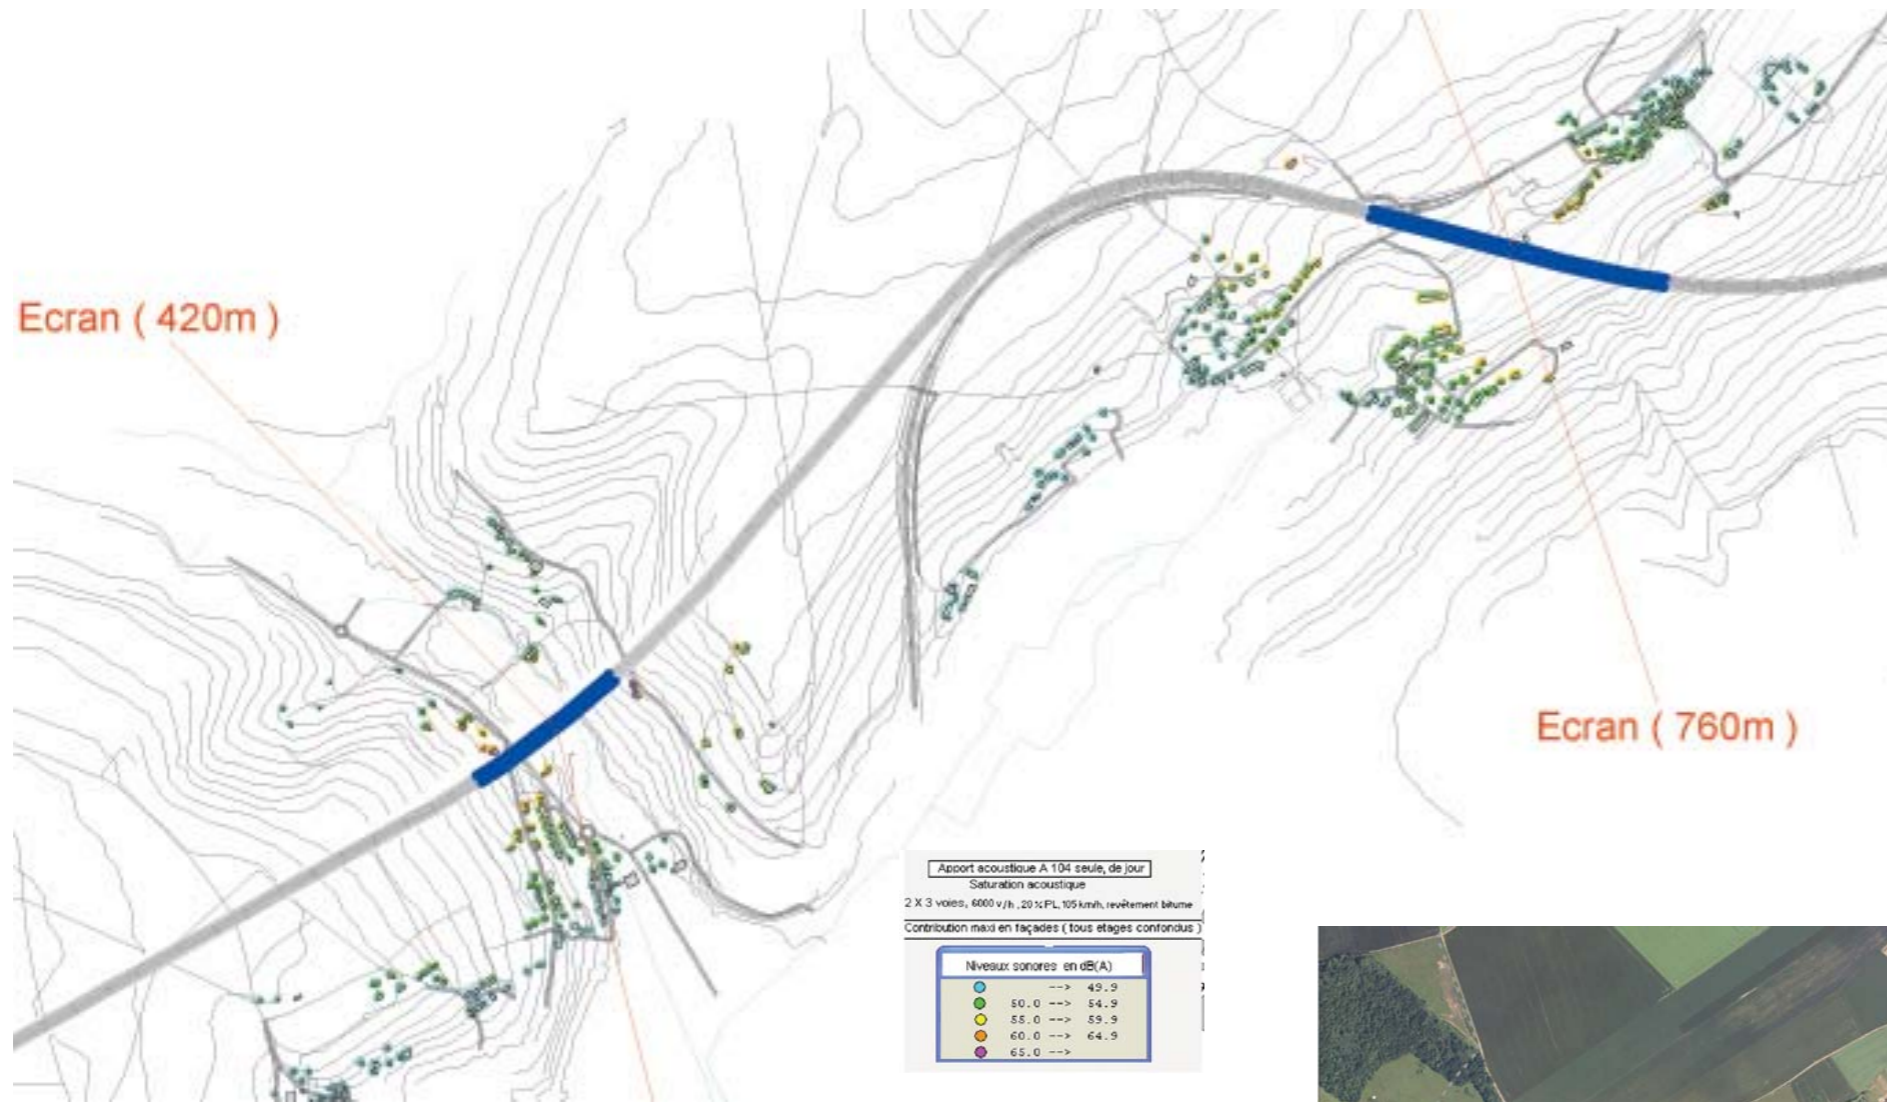 Ecran ( 420m )
Ecran ( 760m )
Apport acoustique A 104 seule, de jour
Saturation acoustique
2 X 3 voies, 6000 v/h , 20 % PL, 105 km/h, revêtement bitume
Contribution maxi en façades ( tous etages confondus )
Niveaux sonores en dB(A)
--> 49.9
50.0 --> 54.9
55.0 --> 59.9
60.0 --> 64.9
65.0 -->